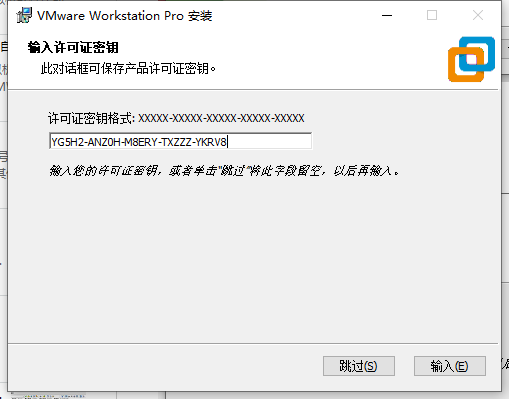 VMware Workstation Pro 安装
输入许可证密钥
此对话框可保存产品许可证密钥。
许可证密钥格式: XXXXX-XXXXX-XXXXX-XXXXX-XXXXX
YG5H2-ANZ0H-M8ERY-TXZZZ-YKRV8
输入您的许可证密钥，或者单击"跳过"将此字段留空，以后再输入。
跳过(S)
输入(E)